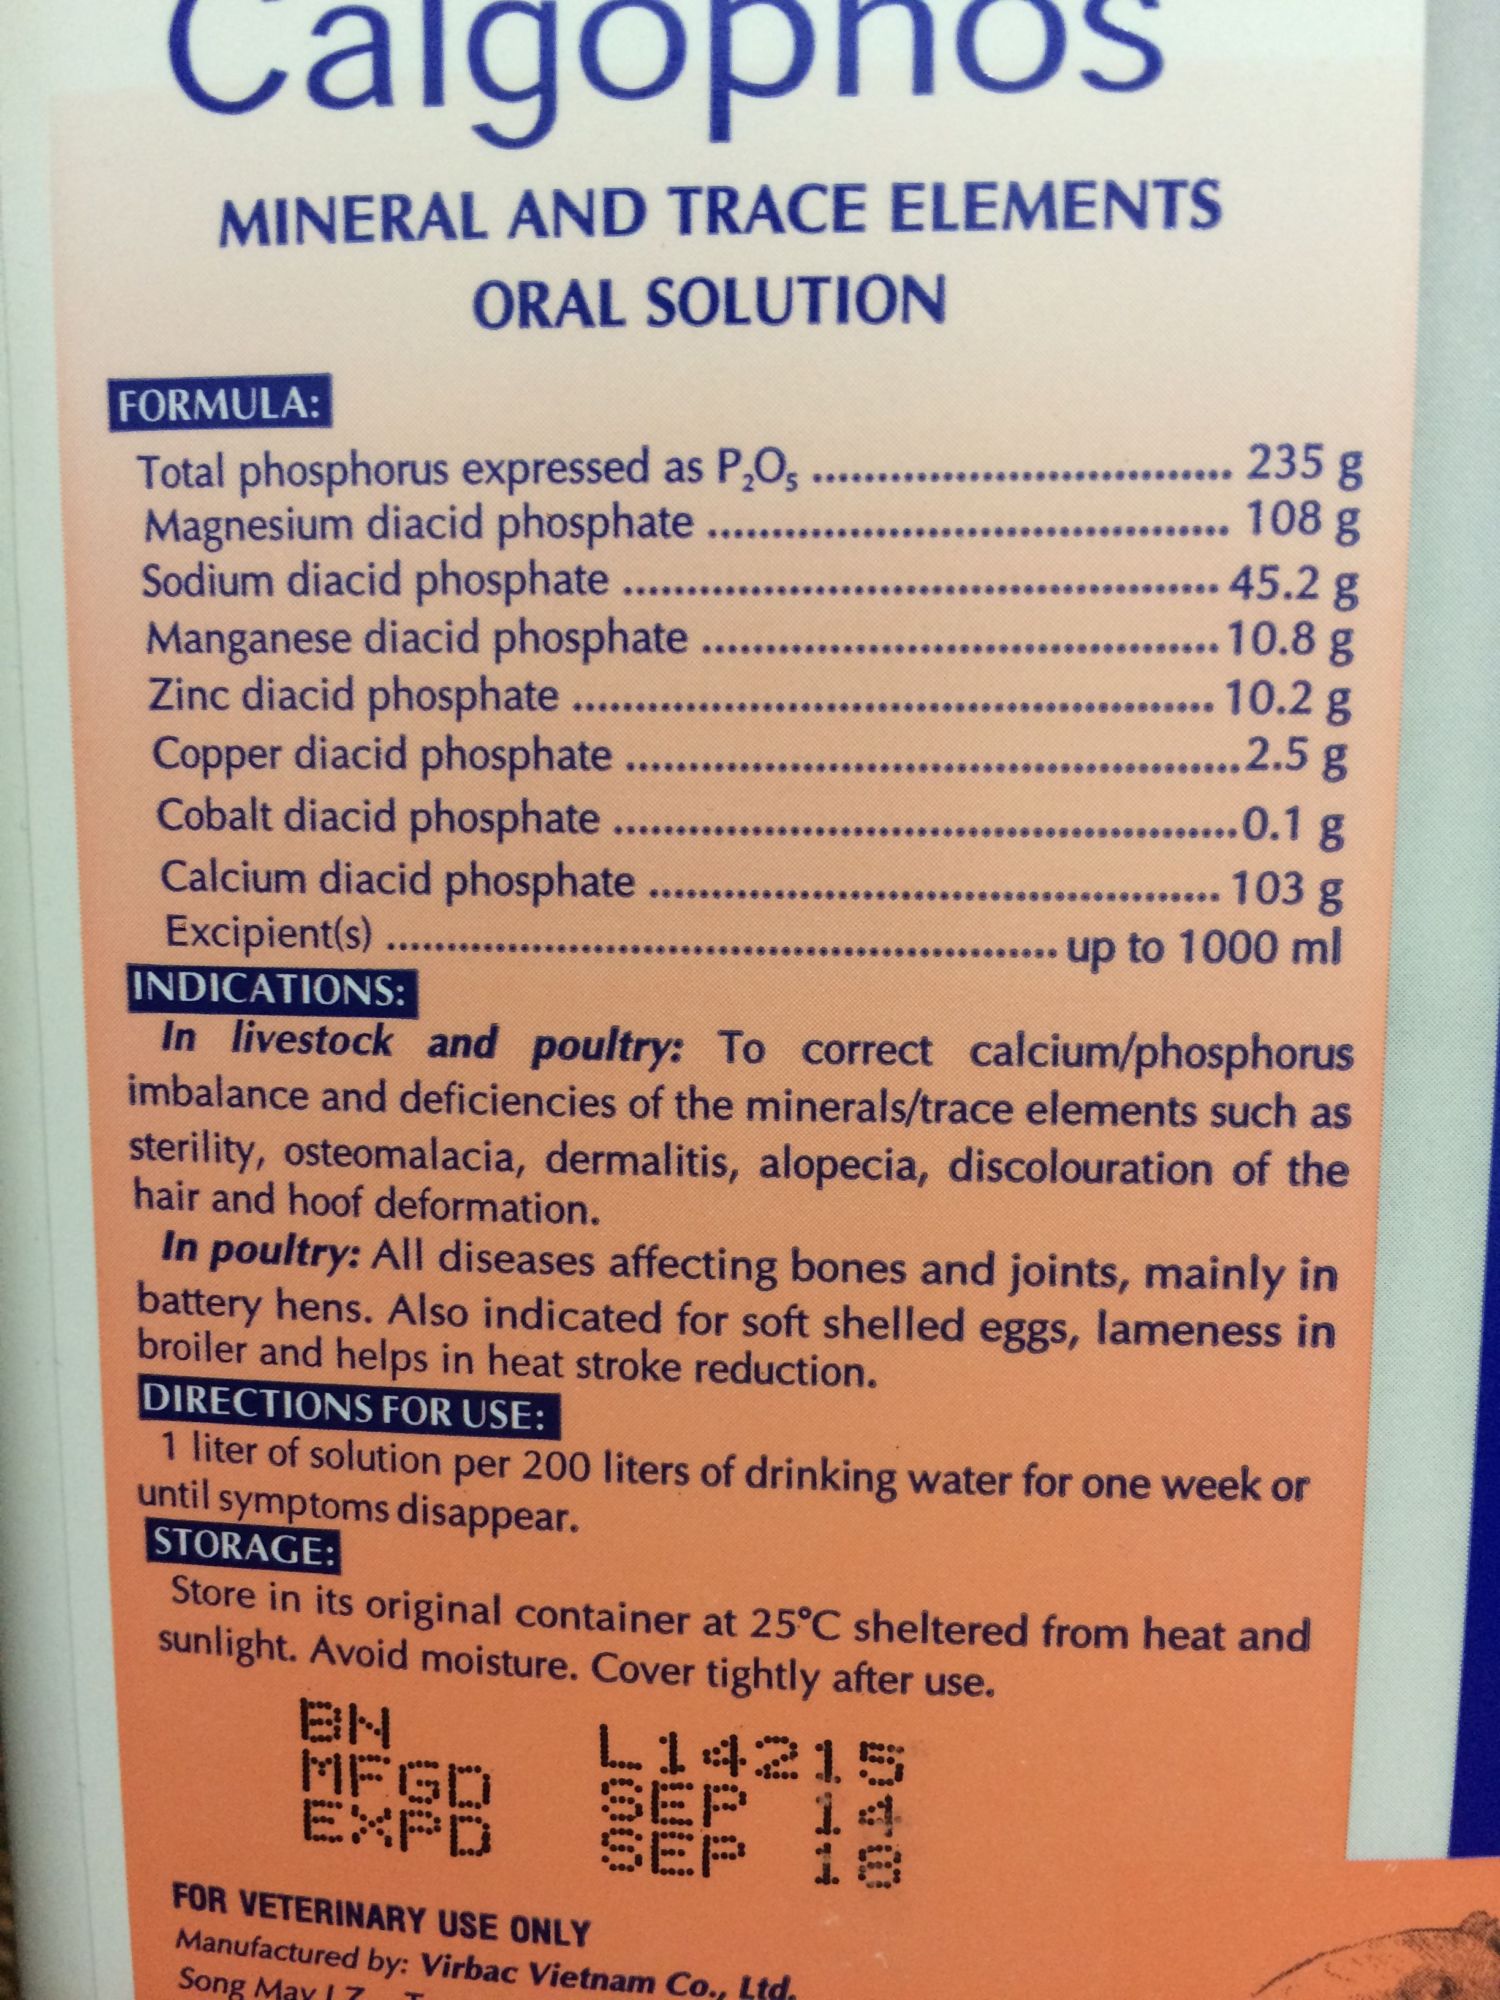 Calgophos
MINERAL AND TRACE ELEMENTS
ORAL SOLUTION
FORMULA:
Total phosphorus expressed as P₂O₅ .................................. 235 g
Magnesium diacid phosphate .......................................... 108 g
Sodium diacid phosphate ................................................ 45.2 g
Manganese diacid phosphate .......................................... 10.8 g
Zinc diacid phosphate .................................................... 10.2 g
Copper diacid phosphate ..................................................2.5 g
Cobalt diacid phosphate ..................................................0.1 g
Calcium diacid phosphate .............................................. 103 g
Excipient(s) ...................................................... up to 1000 ml
INDICATIONS:
In livestock and poultry: To correct calcium/phosphorus
imbalance and deficiencies of the minerals/trace elements such as
sterility, osteomalacia, dermalitis, alopecia, discolouration of the
hair and hoof deformation.
In poultry: All diseases affecting bones and joints, mainly in
battery hens. Also indicated for soft shelled eggs, lameness in
broiler and helps in heat stroke reduction.
DIRECTIONS FOR USE:
1 liter of solution per 200 liters of drinking water for one week or
until symptoms disappear.
STORAGE:
Store in its original container at 25°C sheltered from heat and
sunlight. Avoid moisture. Cover tightly after use.
BN L14215
MFGD SEP 14
EXPD SEP 18
FOR VETERINARY USE ONLY
Manufactured by: Virbac Vietnam Co., Ltd.
Song May